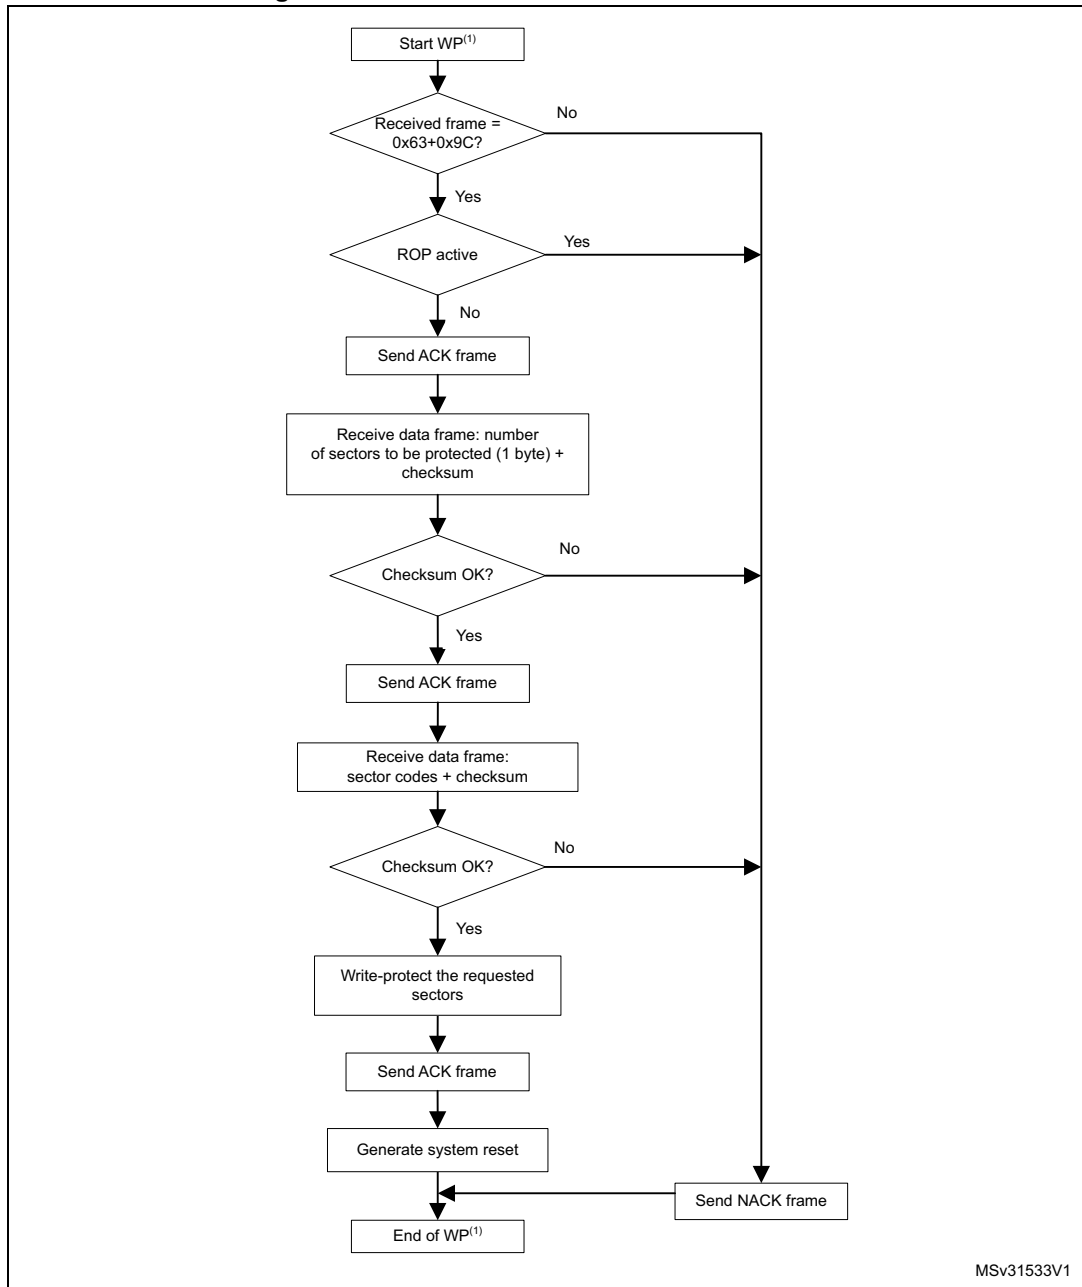 Start WP(1)
Received frame =
0x63+0x9C?
No
Yes
ROP active
Yes
No
Send ACK frame
Receive data frame: number
of sectors to be protected (1 byte) +
checksum
Checksum OK?
No
Yes
Send ACK frame
Receive data frame:
sector codes + checksum
Checksum OK?
No
Yes
Write-protect the requested
sectors
Send ACK frame
Generate system reset
Send NACK frame
End of WP(1)
MSv31533V1